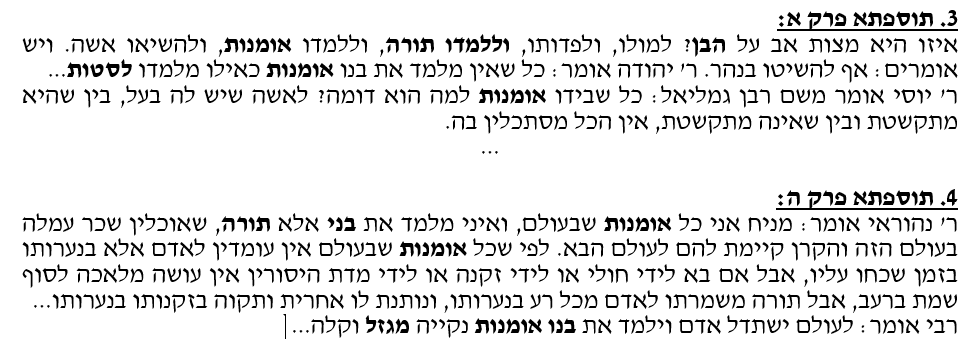 3. תוספתא פרק א:
איזו היא מצות אב על הבן? למולו, ולפדותו, וללמדו תורה, וללמדו אומנות, ולהשיאו אשה. ויש
אומרים: אף להשיטו בנהר. ר' יהודה אומר: כל שאין מלמד את בנו אומנות כאילו מלמדו לסטות...
ר' יוסי אומר משם רבן גמליאל: כל שבידו אומנות למה הוא דומה? לאשה שיש לה בעל, בין שהיא
מתקשטת ובין שאינה מתקשטת, אין הכל מסתכלין בה.
...
4. תוספתא פרק ה:
ר' נהוראי אומר: מניח אני כל אומנות שבעולם, ואיני מלמד את בני אלא תורה, שאוכלין שכר עמלה
בעולם הזה והקרן קיימת להם לעולם הבא. לפי שכל אומנות שבעולם אין עומדין לאדם אלא בנערותו
בזמן שכחו עליו, אבל אם בא לידי חולי או לידי זקנה או לידי מדת היסורין אין עושה מלאכה לסוף
שמת ברעב, אבל תורה משמרתו לאדם מכל רע בנערותו, ונותנת לו אחרית ותקוה בזקנותו בנערותו...
רבי אומר: לעולם ישתדל אדם וילמד את בנו אומנות נקייה מגזל וקלה...